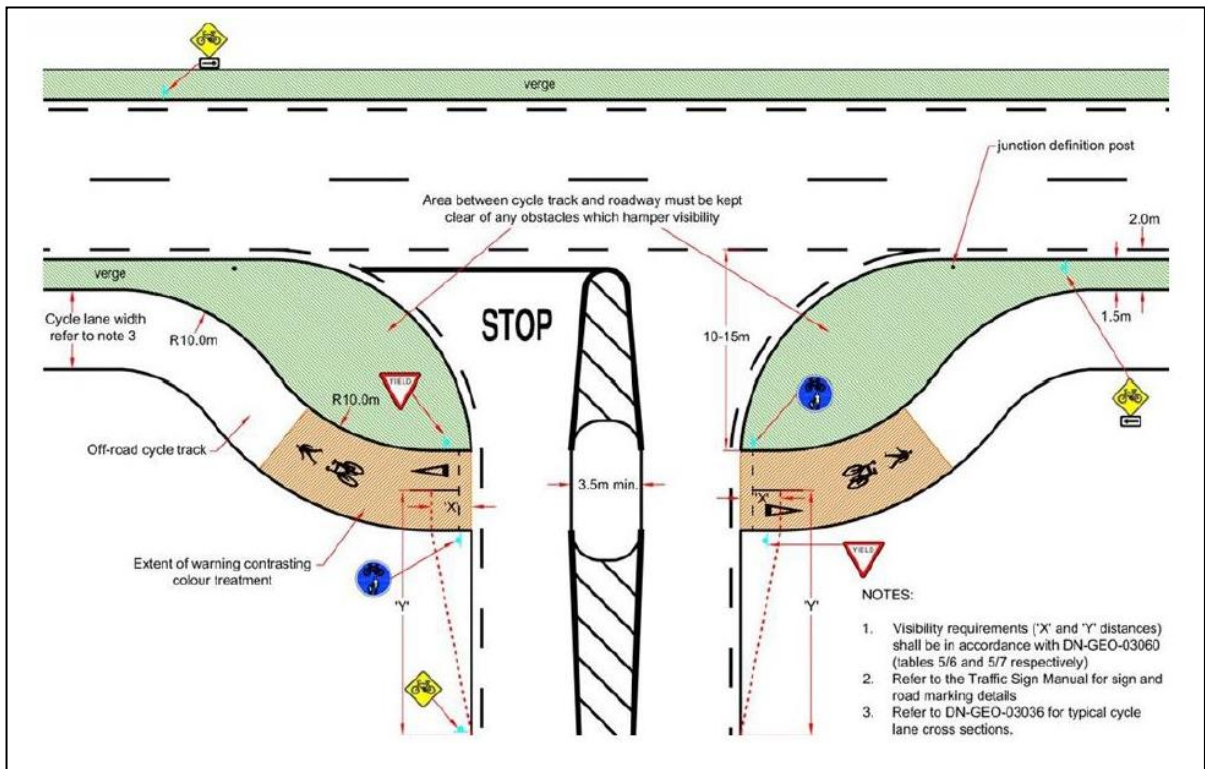 verge
junction definition post
Area between cycle track and roadway must be kept
clear of any obstacles which hamper visibility
2.0m
verge
Cycle lane width
refer to note 3
R10.0m
STOP
10-15m
1.5m
YIELD
R10.0m
Off-road cycle track
3.5m min.
'X'
'X'
Extent of warning contrasting
colour treatment
YIELD
'Y'
'Y'
NOTES:
1. Visibility requirements ('X' and 'Y' distances)
shall be in accordance with DN-GEO-03060
(tables 5/6 and 5/7 respectively)
2. Refer to the Traffic Sign Manual for sign and
road marking details
3. Refer to DN-GEO-03036 for typical cycle
lane cross sections.